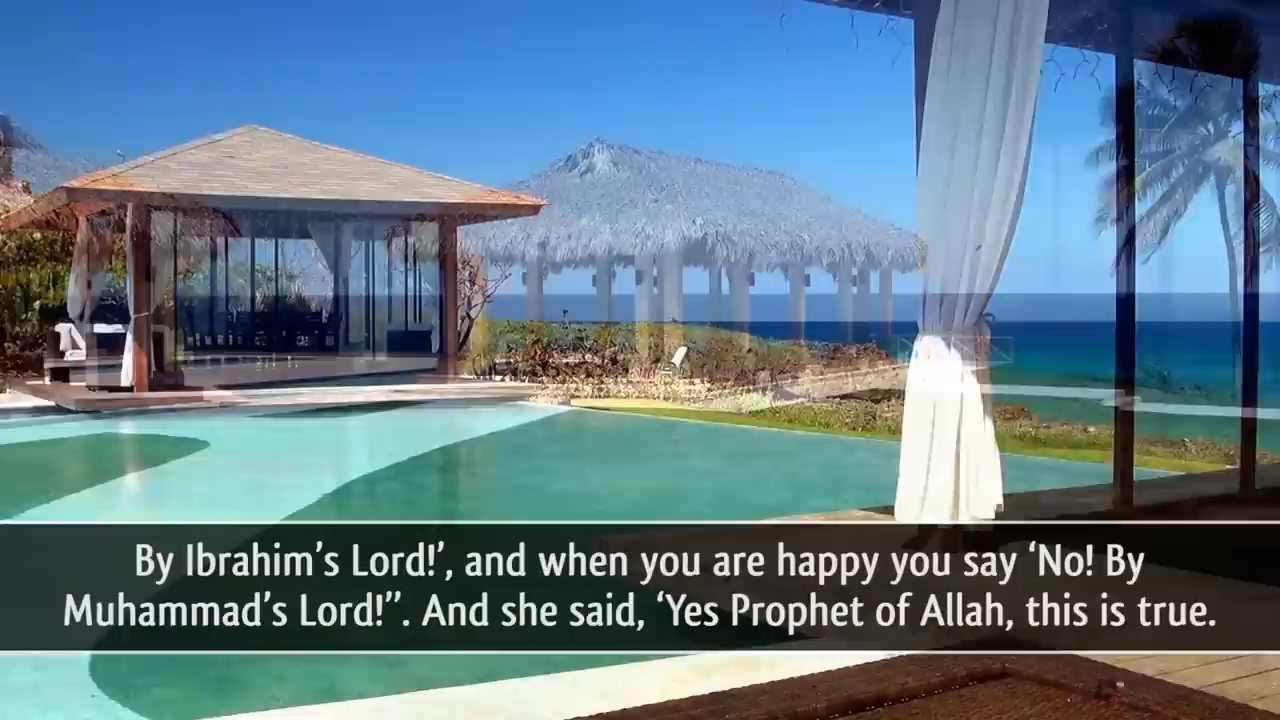 By Ibrahim’s Lord!’, and when you are happy you say ‘No! By
Muhammad’s Lord!”. And she said, ‘Yes Prophet of Allah, this is true.